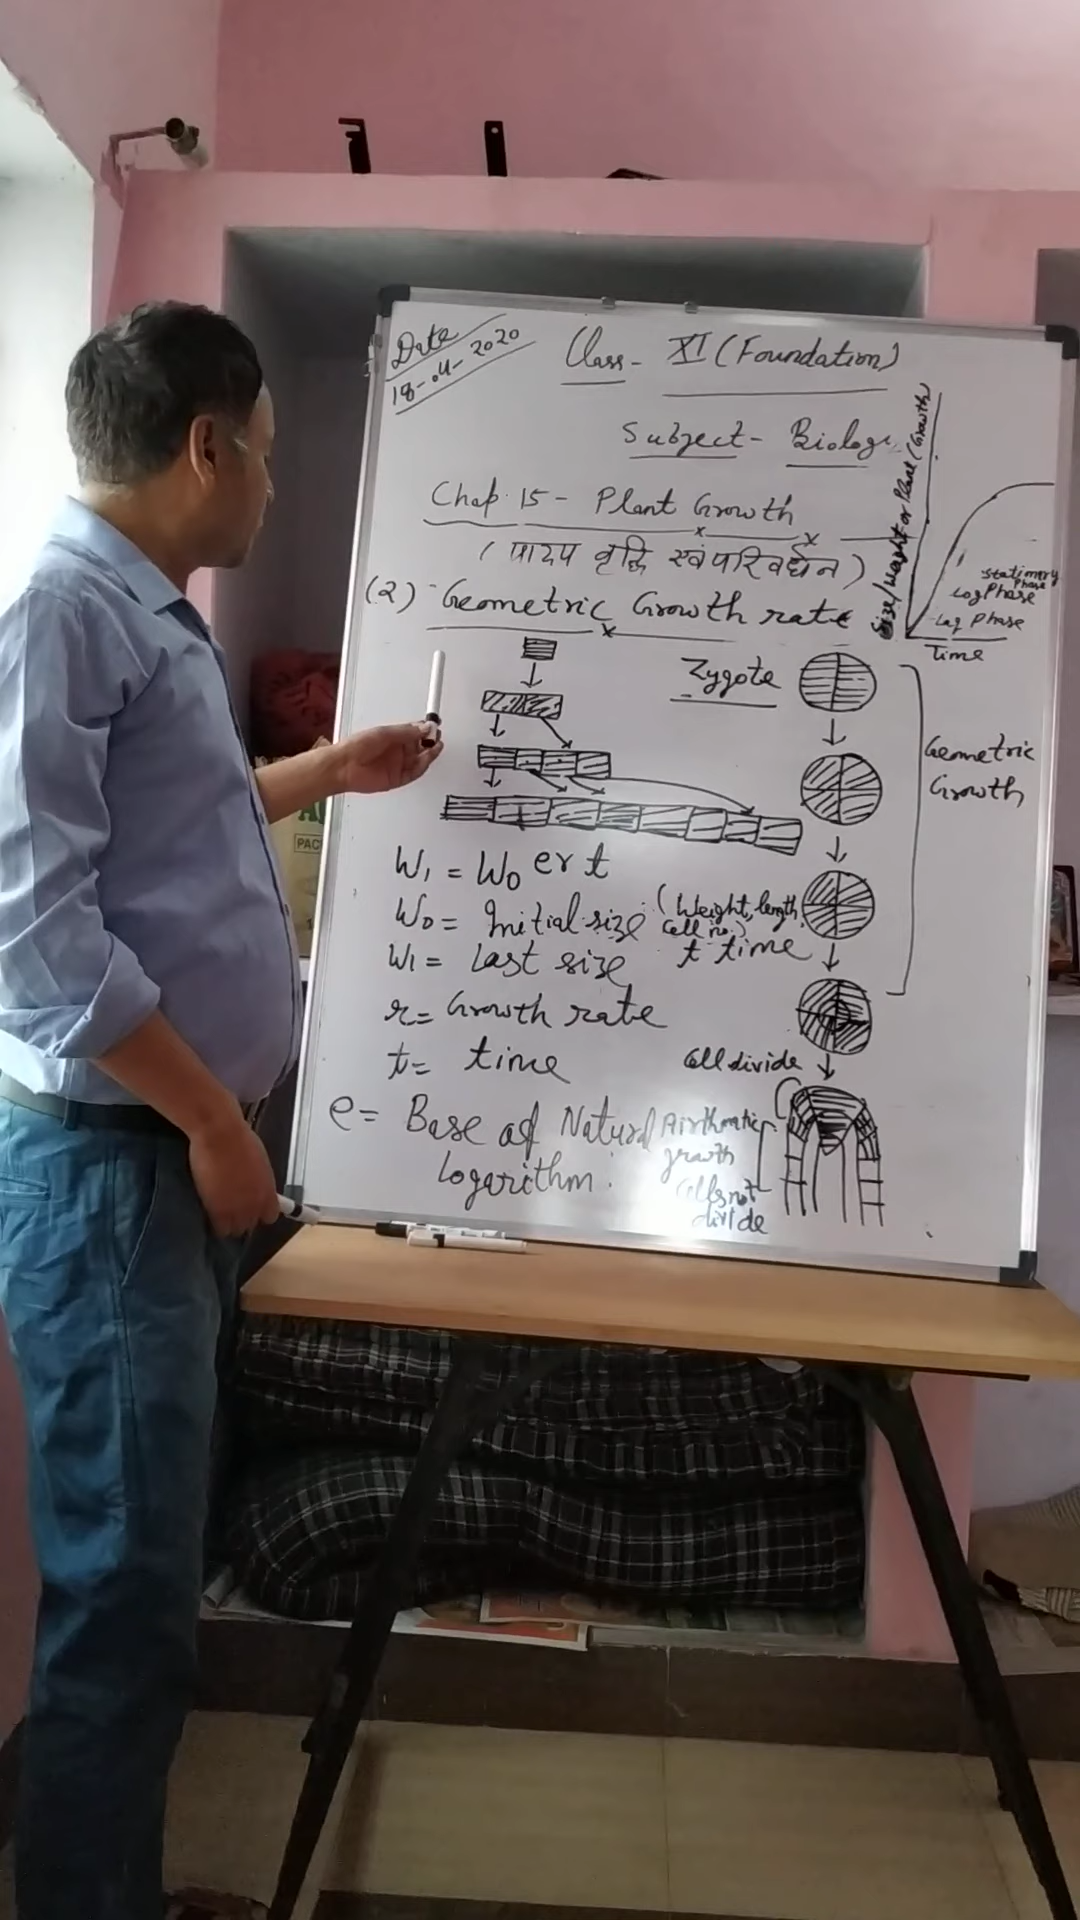 Date
18-04-2020
Class - XI (Foundation)
Subject - Biology
Chap. 15 - Plant Growth
(पादप वृद्धि एवं परिवर्धन)
(2) Geometric Growth rate
Size/Weight or Plant (Growth)
Stationary Phase
Log Phase
Lag Phase
Time
Zygote
Geometric
Growth
W1 = W0 ert
W0 = Initial size (Weight, length,
Cell no.)
W1 = Last size t time
r = Growth rate
t = time
Cell divide
e = Base of Natural
logarithm.
Airthmatic
growth
Cells not
divide
PAC